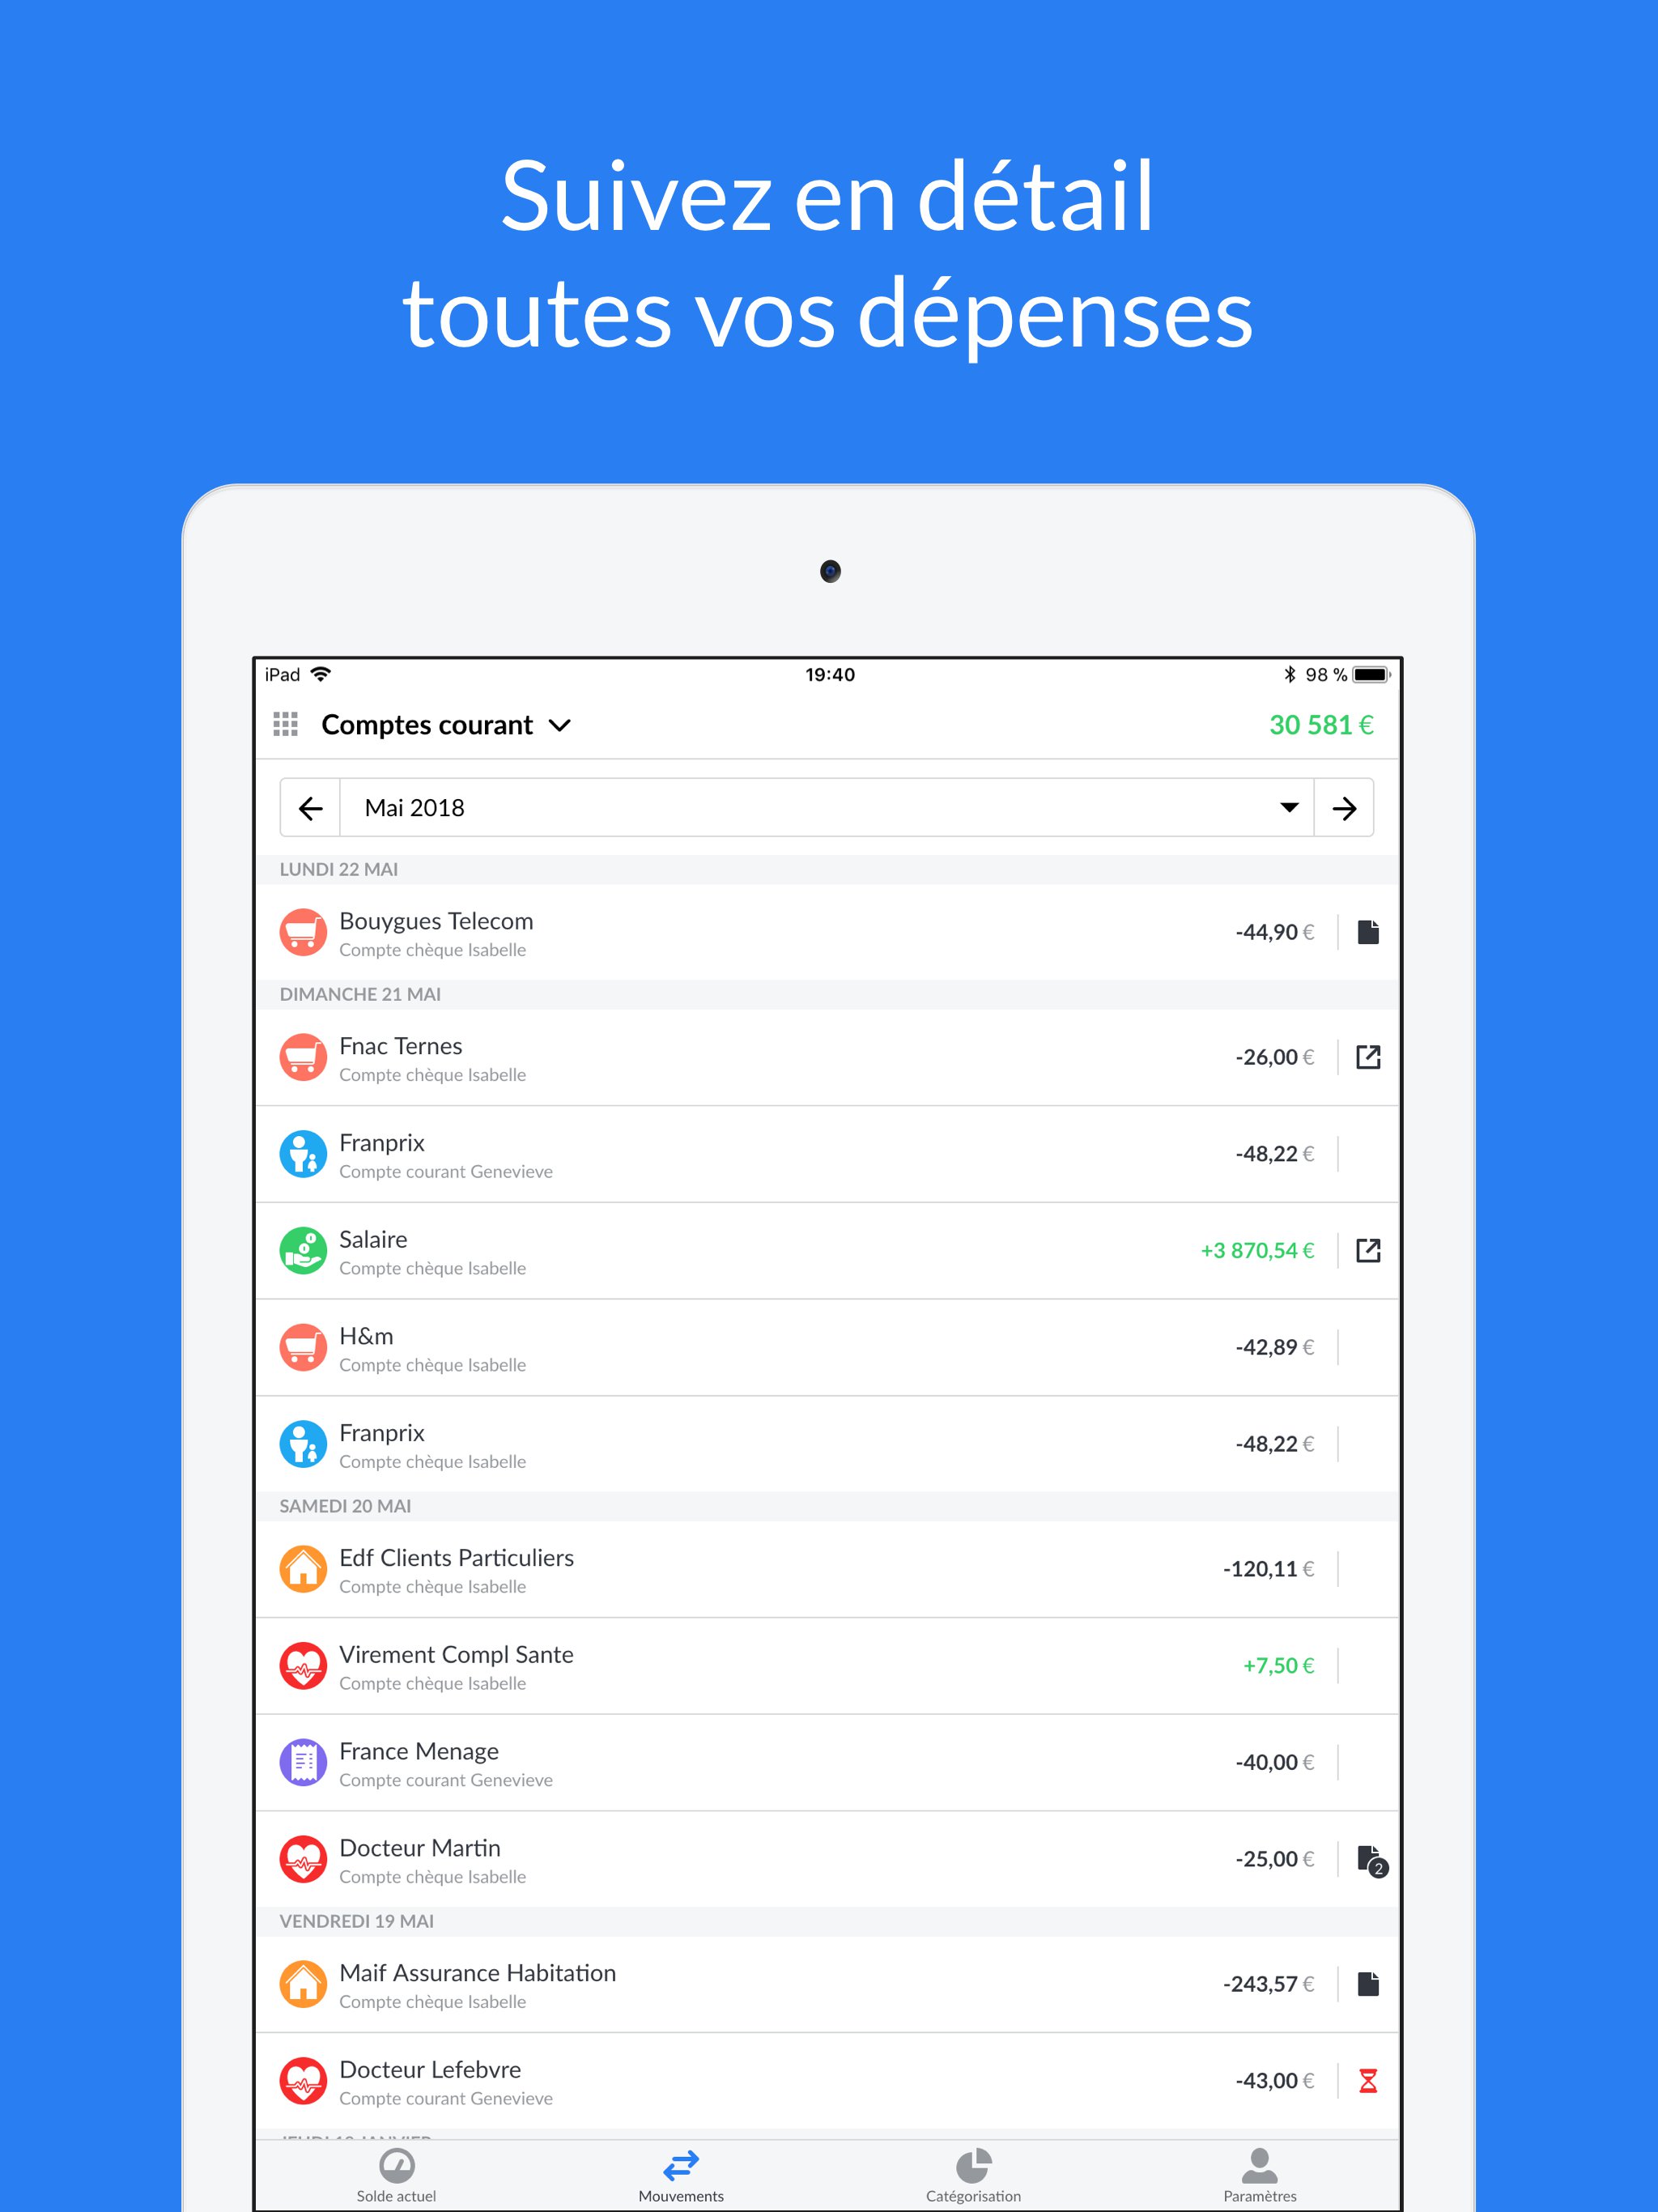 Suivez en détail
toutes vos dépenses
iPad 19:40 98 %
Comptes courant 30 581 €
Mai 2018
LUNDI 22 MAI
Bouygues Telecom
Compte chèque Isabelle
-44,90 €
DIMANCHE 21 MAI
Fnac Ternes
Compte chèque Isabelle
-26,00 €
Franprix
Compte courant Genevieve
-48,22 €
Salaire
Compte chèque Isabelle
+3 870,54 €
H&m
Compte chèque Isabelle
-42,89 €
Franprix
Compte chèque Isabelle
-48,22 €
SAMEDI 20 MAI
Edf Clients Particuliers
Compte chèque Isabelle
-120,11 €
Virement Compl Sante
Compte chèque Isabelle
+7,50 €
France Menage
Compte courant Genevieve
-40,00 €
Docteur Martin
Compte chèque Isabelle
-25,00 €
2
VENDREDI 19 MAI
Maif Assurance Habitation
Compte chèque Isabelle
-243,57 €
Docteur Lefebvre
Compte courant Genevieve
-43,00 €
Solde actuel Mouvements Catégorisation Paramètres